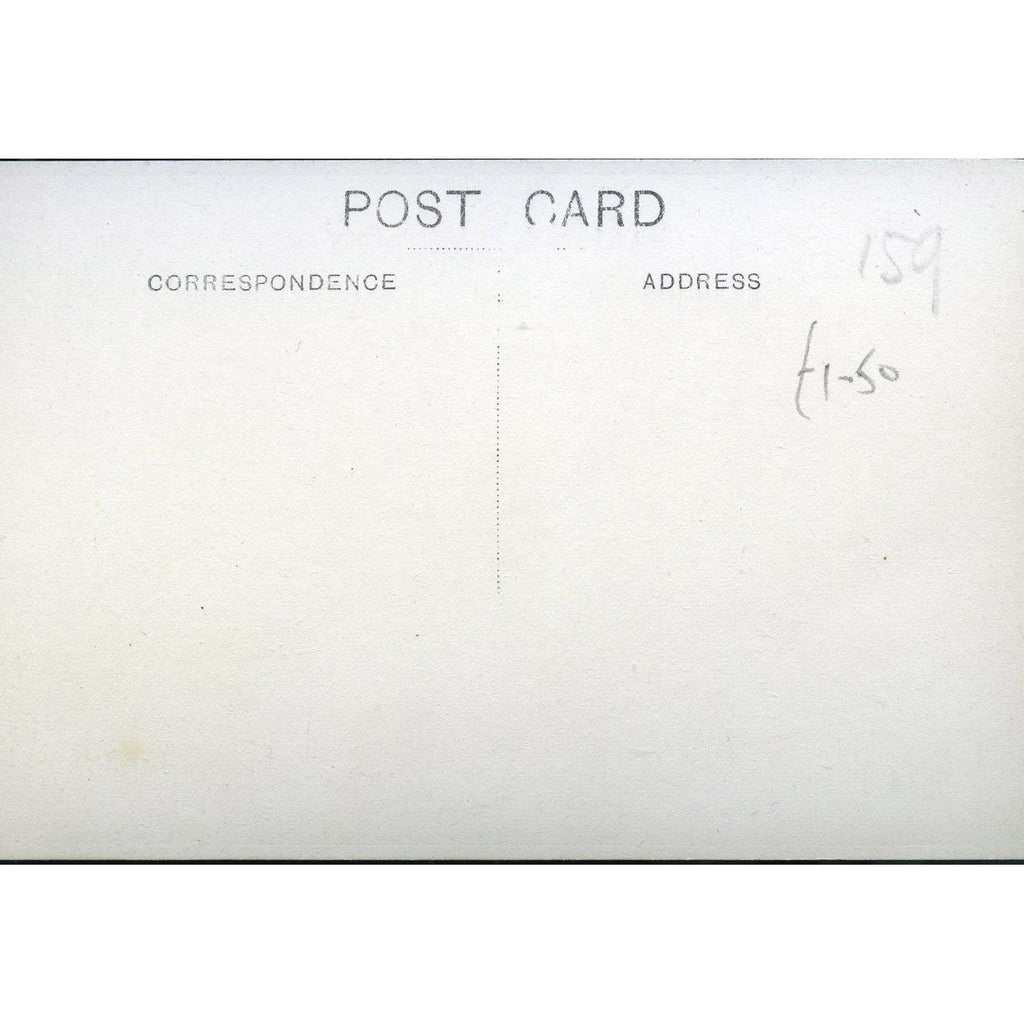 POST CARD
CORRESPONDENCE
ADDRESS
159
£1-50